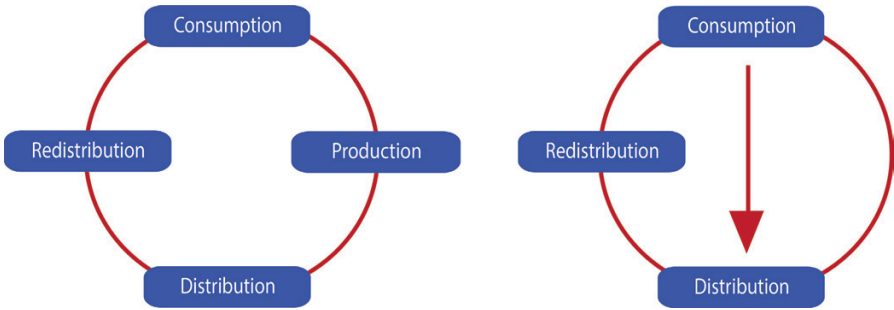 Consumption
Redistribution
Production
Distribution
Consumption
Redistribution
Distribution